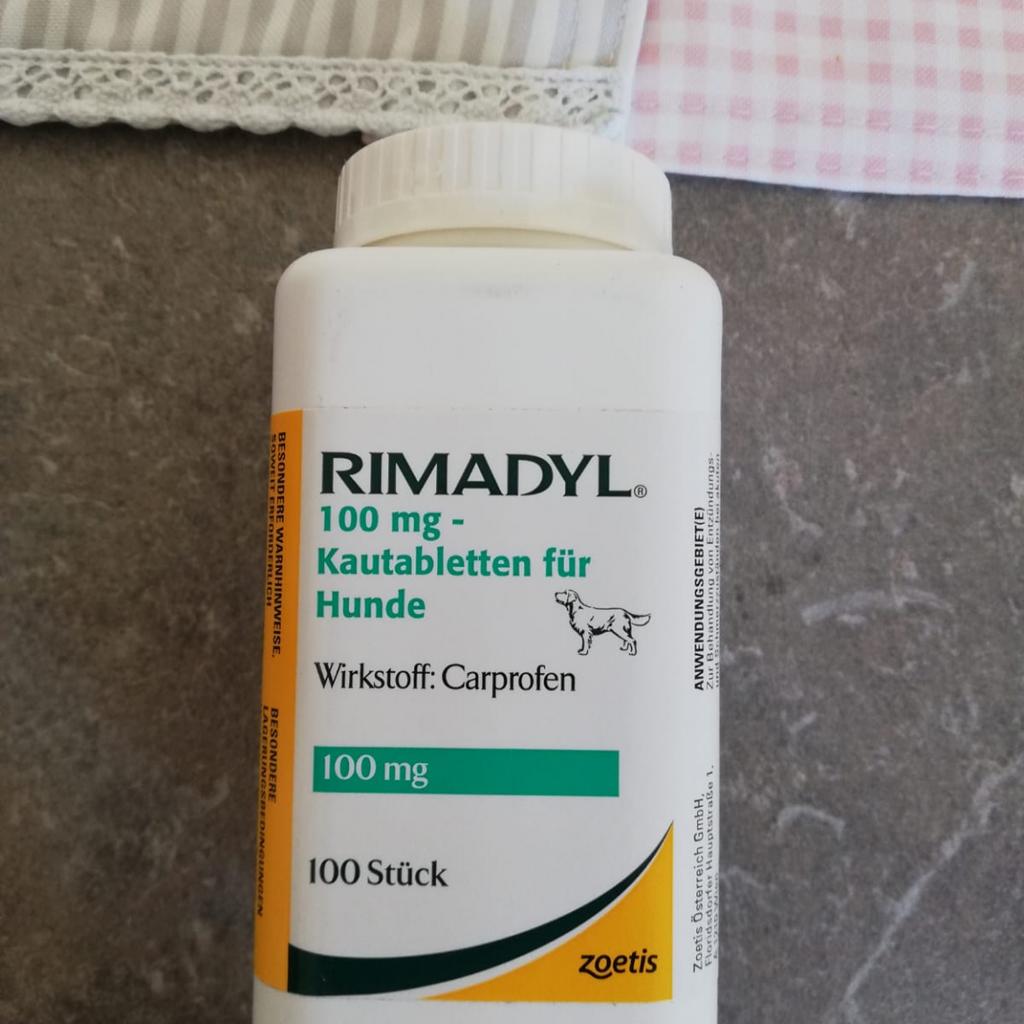 RIMADYL®
100 mg -
Kautabletten für
Hunde
Wirkstoff: Carprofen
100 mg
100 Stück
zoetis
BESONDERE WARNHINWEISE,
SOWEIT ERFORDERLICH
BESONDERE
LAGERUNGSBEDINGUNGEN
ANWENDUNGSGEBIET(E)
Zur Behandlung von Entzündungs-
und Schmerzzuständen bei akuten
Zoetis Österreich GmbH,
Floridsdorfer Hauptstraße 1,